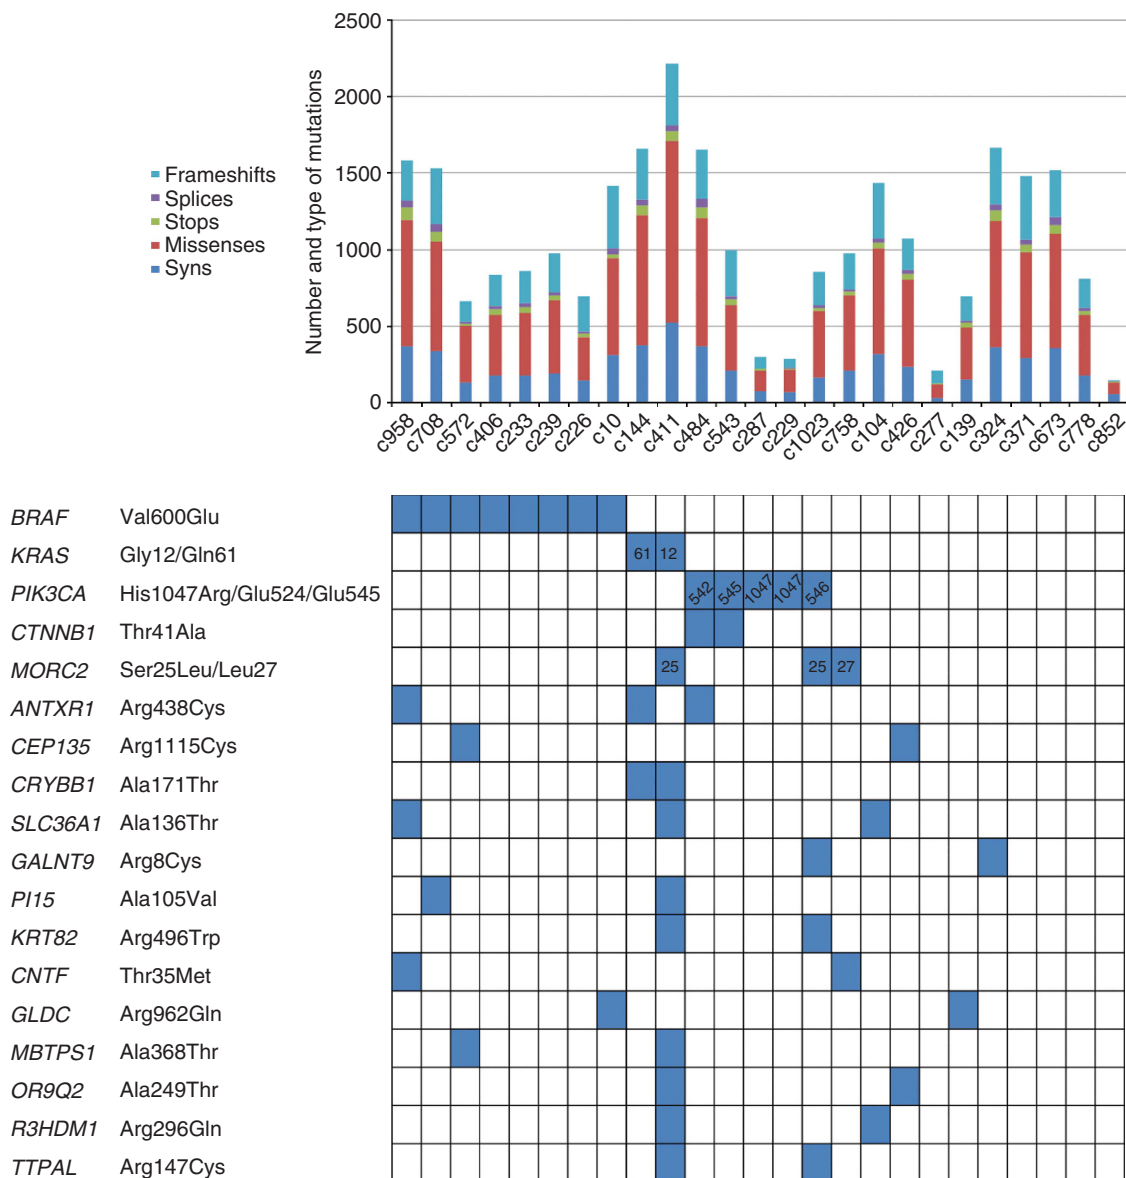 2500
2000
1500
1000
500
0
Number and type of mutations
Frameshifts
Splices
Stops
Missenses
Syns
c958 c708 c572 c406 c233 c239 c226 c10 c144 c411 c484 c543 c287 c229 c1023 c758 c104 c426 c277 c139 c324 c371 c673 c778 c852
BRAF Val600Glu
KRAS Gly12/Gln61 61 12
PIK3CA His1047Arg/Glu524/Glu545 542 545 1047 1047 546
CTNNB1 Thr41Ala
MORC2 Ser25Leu/Leu27 25 25 27
ANTXR1 Arg438Cys
CEP135 Arg1115Cys
CRYBB1 Ala171Thr
SLC36A1 Ala136Thr
GALNT9 Arg8Cys
PI15 Ala105Val
KRT82 Arg496Trp
CNTF Thr35Met
GLDC Arg962Gln
MBTPS1 Ala368Thr
OR9Q2 Ala249Thr
R3HDM1 Arg296Gln
TTPAL Arg147Cys